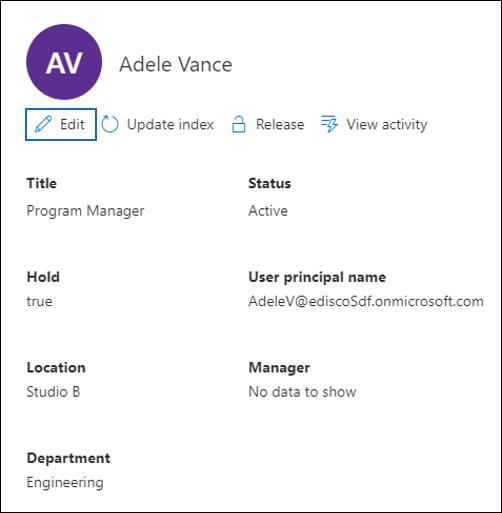 AV
Adele Vance
Edit Update index Release View activity
Title Status
Program Manager Active
Hold User principal name
true AdeleV@ediscoSdf.onmicrosoft.com
Location Manager
Studio B No data to show
Department
Engineering